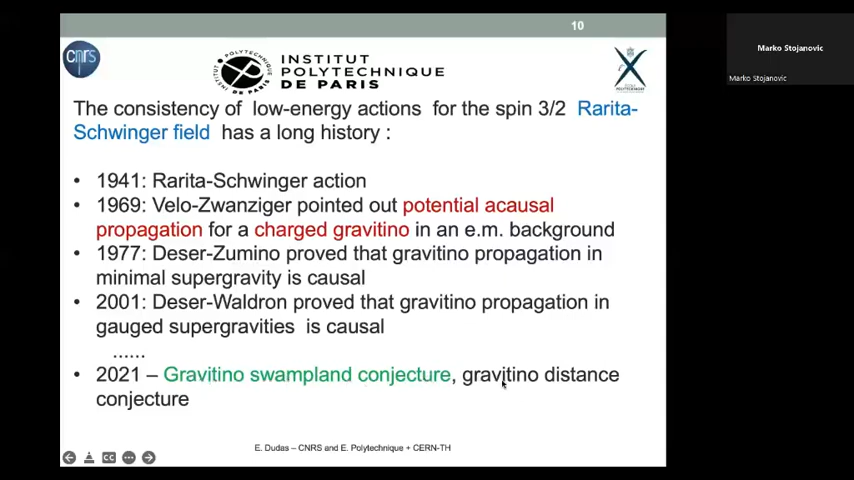 10
cnrs
INSTITUT
POLYTECHNIQUE
DE PARIS
The consistency of low-energy actions for the spin 3/2 Rarita-
Schwinger field has a long history :
• 1941: Rarita-Schwinger action
• 1969: Velo-Zwanziger pointed out potential acausal
propagation for a charged gravitino in an e.m. background
• 1977: Deser-Zumino proved that gravitino propagation in
minimal supergravity is causal
• 2001: Deser-Waldron proved that gravitino propagation in
gauged supergravities is causal
......
• 2021 – Gravitino swampland conjecture, gravitino distance
conjecture
E. Dudas – CNRS and E. Polytechnique + CERN-TH
CC
Marko Stojanovic
Marko Stojanovic